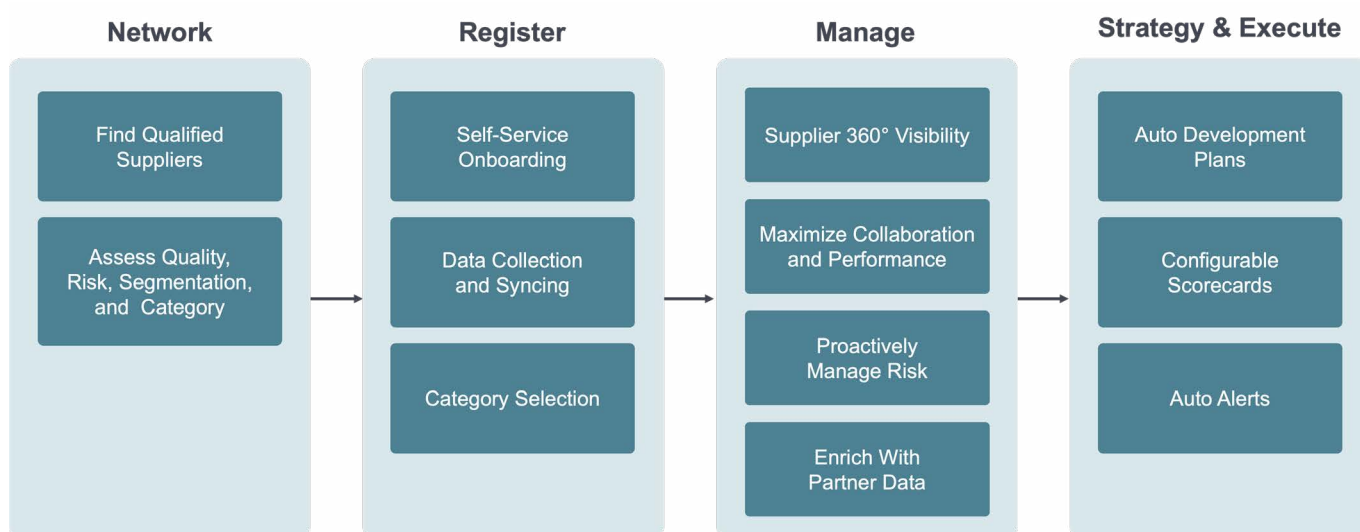 Network
Find Qualified
Suppliers
Assess Quality,
Risk, Segmentation,
and Category
Register
Self-Service
Onboarding
Data Collection
and Syncing
Category Selection
Manage
Supplier 360° Visibility
Maximize Collaboration
and Performance
Proactively
Manage Risk
Enrich With
Partner Data
Strategy & Execute
Auto Development
Plans
Configurable
Scorecards
Auto Alerts